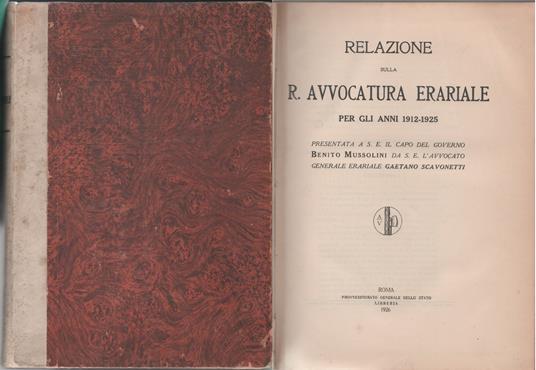 RELAZIONE
SULLA
R. AVVOCATURA ERARIALE
PER GLI ANNI 1912-1925
PRESENTATA A S. E. IL CAPO DEL GOVERNO
BENITO MUSSOLINI DA S. E. L'AVVOCATO
GENERALE ERARIALE GAETANO SCAVONETTI
ROMA
PROVVEDITORATO GENERALE DELLO STATO
LIBRERIA
1926